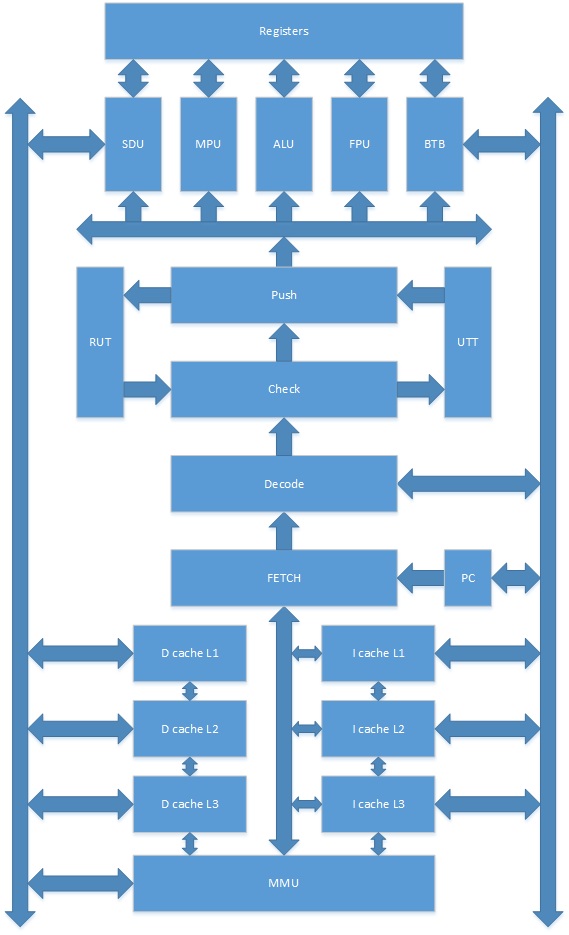 Registers
SDU
MPU
ALU
FPU
BTB
Push
RUT
UTT
Check
Decode
FETCH
PC
D cache L1
I cache L1
D cache L2
I cache L2
D cache L3
I cache L3
MMU